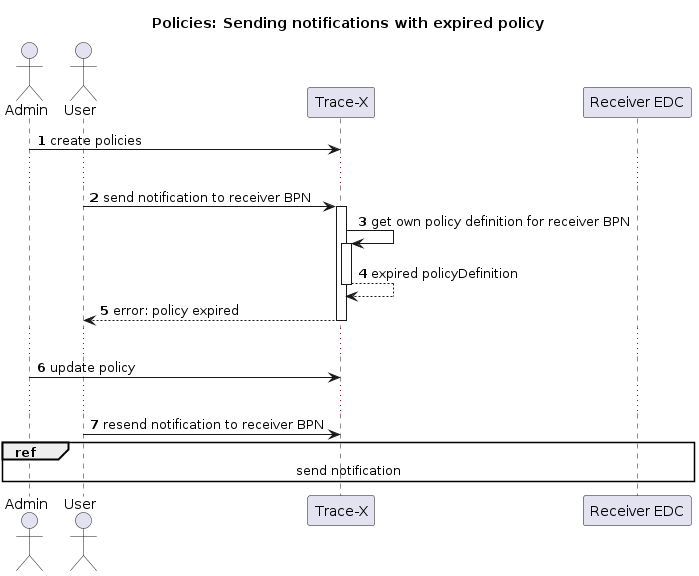 Policies: Sending notifications with expired policy
Admin
User
Trace-X
Receiver EDC
1 create policies
2 send notification to receiver BPN
3 get own policy definition for receiver BPN
4 expired policyDefinition
5 error: policy expired
6 update policy
7 resend notification to receiver BPN
ref
send notification
Admin
User
Trace-X
Receiver EDC